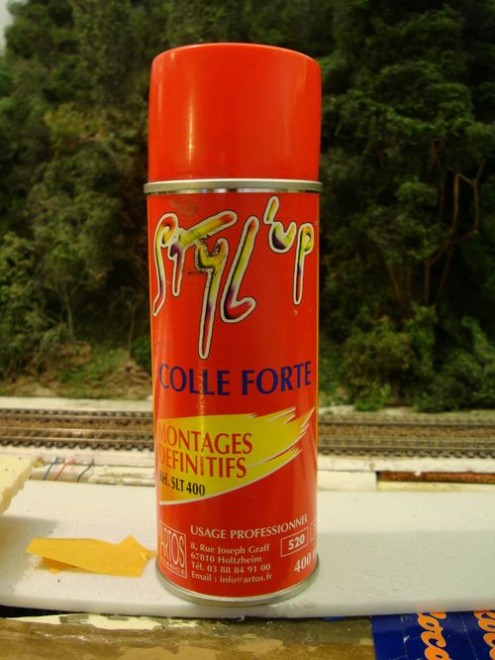 STYL'UP
COLLE FORTE
MONTAGES
DEFINITIFS
Réf. SLT 400
USAGE PROFESSIONNEL
ARTOS
8, Rue Joseph Graff
67810 Holtzheim
Tél. 03 88 84 91 00
Email : info@artos.fr
520
400